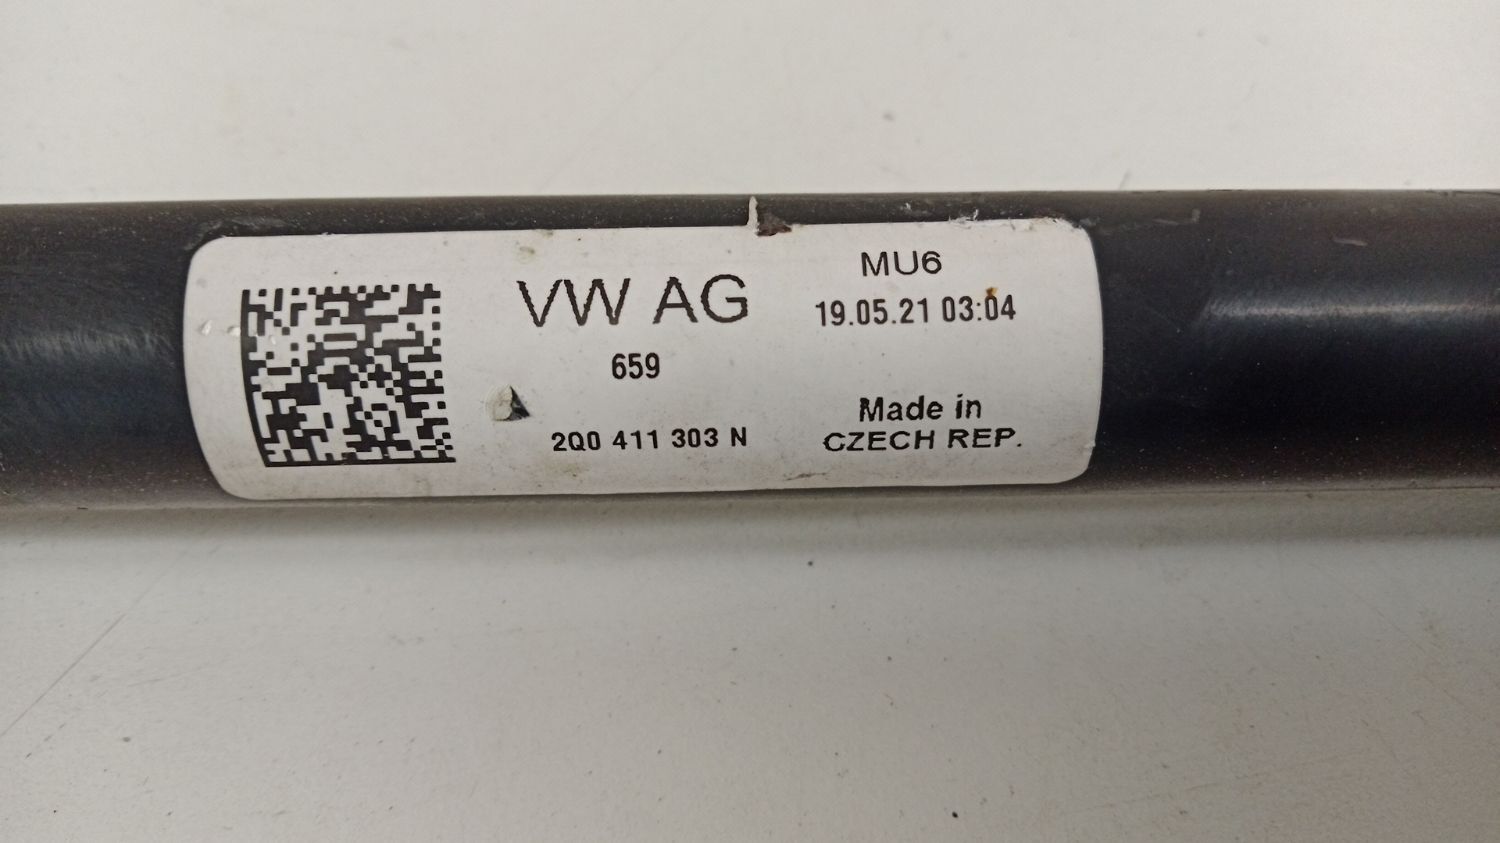 VW AG
659
2Q0 411 303 N
MU6
19.05.21 03:04
Made in
CZECH REP.